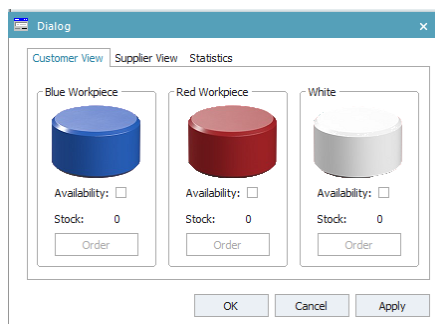 Dialog
Customer View Supplier View Statistics
Blue Workpiece Red Workpiece White
Availability: Availability: Availability:
Stock: 0 Stock: 0 Stock: 0
Order Order Order
OK Cancel Apply